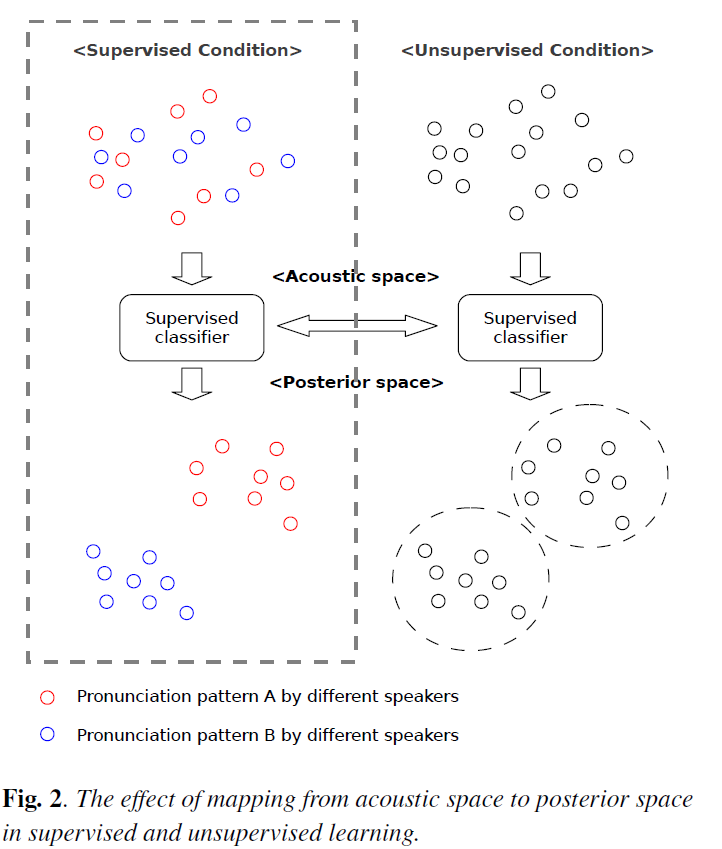 <Supervised Condition>
<Unsupervised Condition>
<Acoustic space>
Supervised
classifier
Supervised
classifier
<Posterior space>
Pronunciation pattern A by different speakers
Pronunciation pattern B by different speakers
Fig. 2. The effect of mapping from acoustic space to posterior space
in supervised and unsupervised learning.